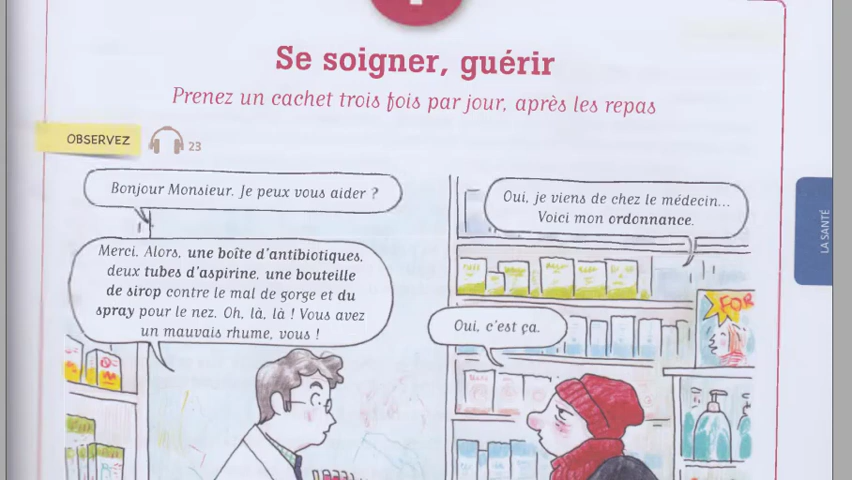 Se soigner, guérir
Prenez un cachet trois fois par jour, après les repas
OBSERVEZ
23
Bonjour Monsieur. Je peux vous aider ?
Oui, je viens de chez le médecin...
Voici mon ordonnance.
Merci. Alors, une boîte d'antibiotiques,
deux tubes d'aspirine, une bouteille
de sirop contre le mal de gorge et du
spray pour le nez. Oh, là, là ! Vous avez
un mauvais rhume, vous !
Oui, c'est ça.
FOR
LA SANTÉ